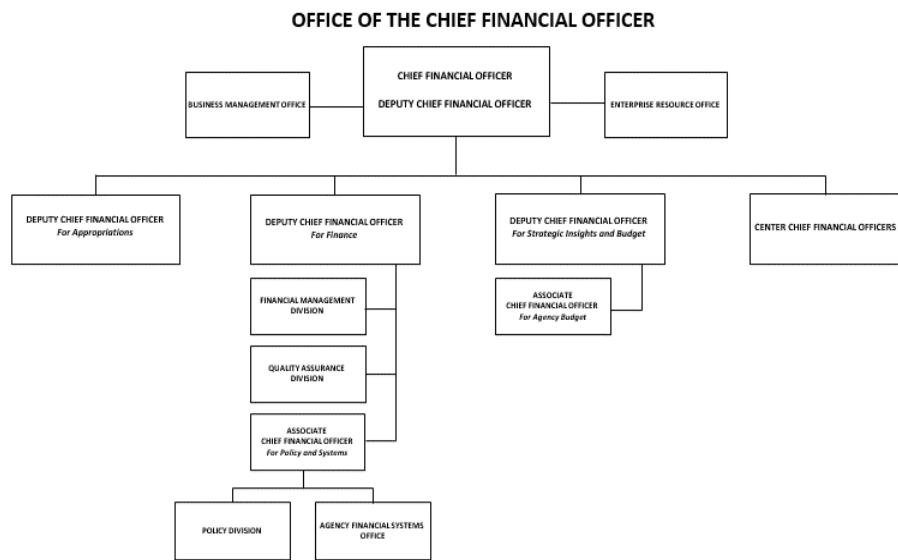 OFFICE OF THE CHIEF FINANCIAL OFFICER
CHIEF FINANCIAL OFFICER
DEPUTY CHIEF FINANCIAL OFFICER
BUSINESS MANAGEMENT OFFICE
ENTERPRISE RESOURCE OFFICE
DEPUTY CHIEF FINANCIAL OFFICER
For Appropriations
DEPUTY CHIEF FINANCIAL OFFICER
For Finance
DEPUTY CHIEF FINANCIAL OFFICER
For Strategic Insights and Budget
CENTER CHIEF FINANCIAL OFFICERS
FINANCIAL MANAGEMENT
DIVISION
ASSOCIATE
CHIEF FINANCIAL OFFICER
For Agency Budget
QUALITY ASSURANCE
DIVISION
ASSOCIATE
CHIEF FINANCIAL OFFICER
For Policy and Systems
POLICY DIVISION
AGENCY FINANCIAL SYSTEMS
OFFICE